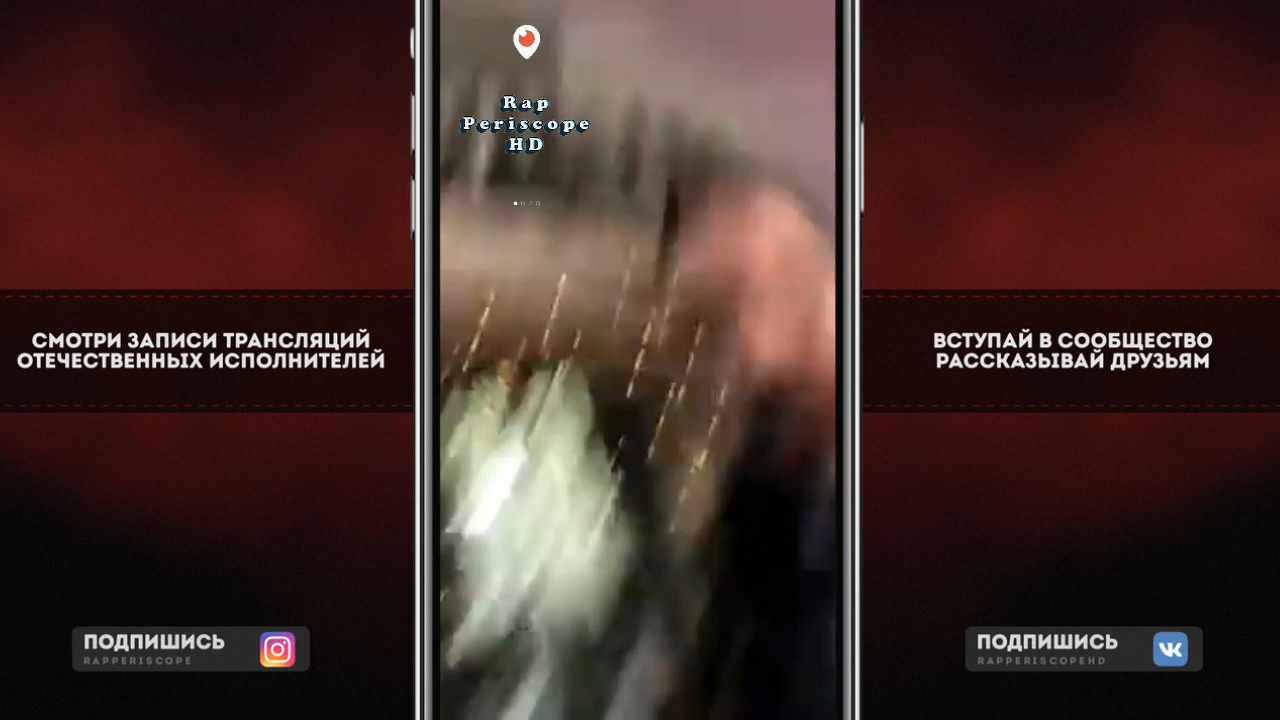 Rap
Periscope
HD
СМОТРИ ЗАПИСИ ТРАНСЛЯЦИЙ
ОТЕЧЕСТВЕННЫХ ИСПОЛНИТЕЛЕЙ
ВСТУПАЙ В СООБЩЕСТВО
РАССКАЗЫВАЙ ДРУЗЬЯМ
ПОДПИШИСЬ
RAPPERISCOPE
ПОДПИШИСЬ
RAPPERISCOPEHD